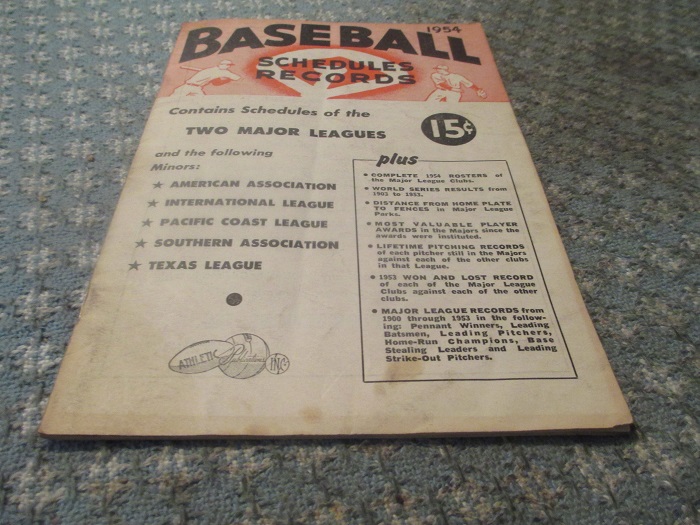 BASEBALL
1954
SCHEDULES
RECORDS
Contains Schedules of the
TWO MAJOR LEAGUES
15¢
and the following
Minors:
★ AMERICAN ASSOCIATION
★ INTERNATIONAL LEAGUE
★ PACIFIC COAST LEAGUE
★ SOUTHERN ASSOCIATION
★ TEXAS LEAGUE
plus
• COMPLETE 1954 ROSTERS of
the Major League Clubs.
• WORLD SERIES RESULTS from
1903 to 1953.
• DISTANCE FROM HOME PLATE
TO FENCES in Major League
Parks.
• MOST VALUABLE PLAYER
AWARDS in the Majors since the
awards were instituted.
• LIFETIME PITCHING RECORDS
of each pitcher still in the Majors
against each of the other clubs
in that League.
• 1953 WON AND LOST RECORD
of each of the Major League
Clubs against each of the other
clubs.
• MAJOR LEAGUE RECORDS from
1900 through 1953 in the follow-
ing: Pennant Winners, Leading
Batsmen, Leading Pitchers,
Home-Run Champions, Base
Stealing Leaders and Leading
Strike-Out Pitchers.
ATHLETIC
INC